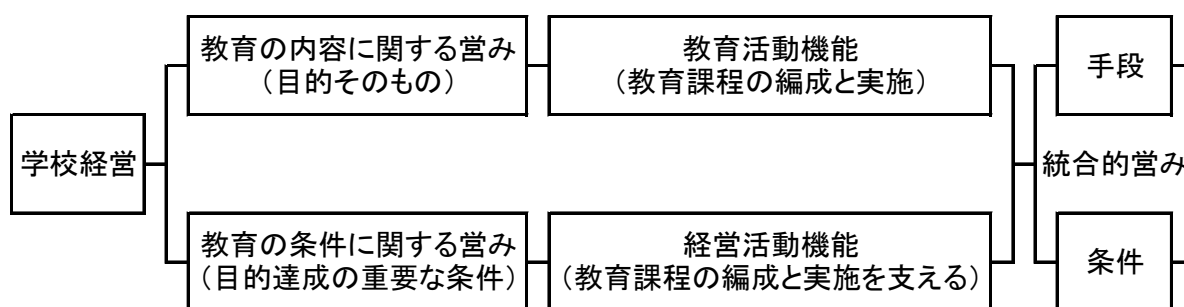 教育の内容に関する営み
（目的そのもの）
教育活動機能
（教育課程の編成と実施）
手段
学校経営
統合的営み
教育の条件に関する営み
（目的達成の重要な条件）
経営活動機能
（教育課程の編成と実施を支える）
条件